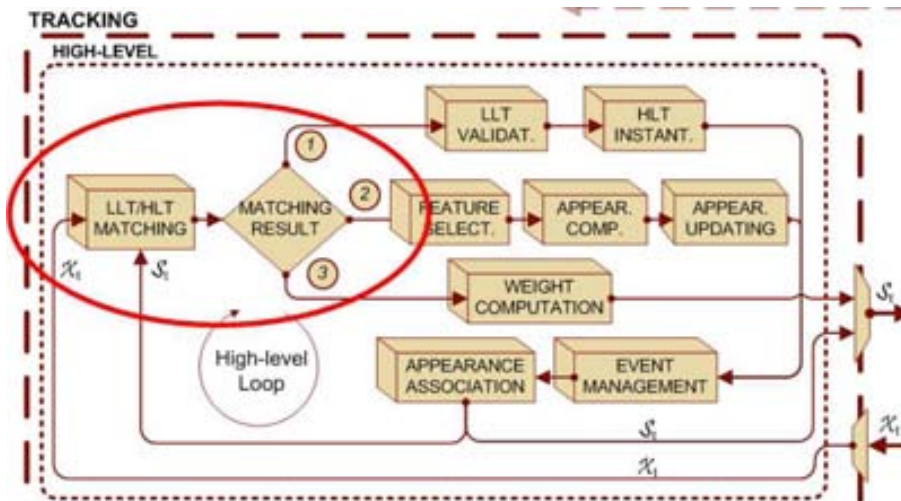 TRACKING
HIGH-LEVEL
LLT
VALIDAT.
HLT
INSTANT.
1
2
3
LLT/HLT
MATCHING
MATCHING
RESULT
FEATURE
SELECT.
APPEAR.
COMP.
APPEAR.
UPDATING
𝒳t
𝒮t
WEIGHT
COMPUTATION
𝒮t
High-level
Loop
APPEARANCE
ASSOCIATION
EVENT
MANAGEMENT
𝒮t
𝒳t
𝒳t